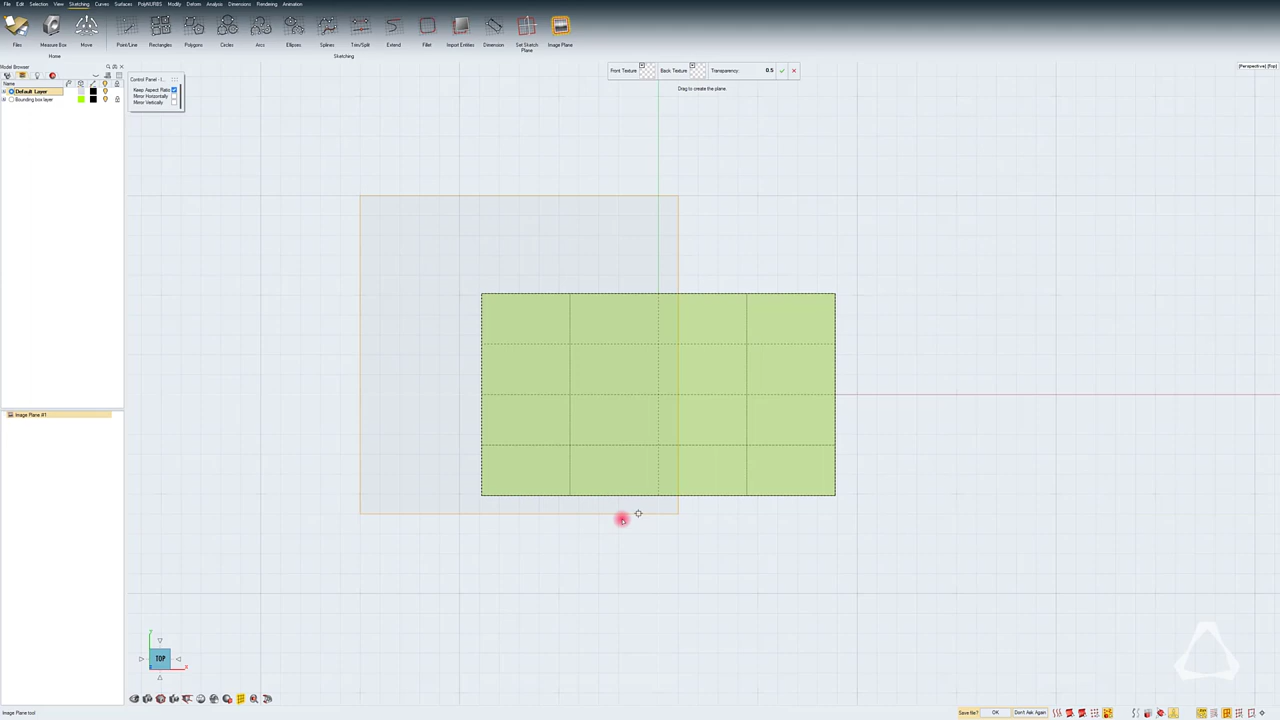 File Edit Selection View Sketching Curves Surfaces PolyNURBS Modify Deform Analysis Dimensions Rendering Animation
Files Measure Box Move Point/Line Rectangles Polygons Circles Arcs Ellipses Splines Trim/Split Extend Fillet Import Entities Dimension Set Sketch Plane Image Plane
Home Sketching
Model Browser
Name
Default Layer
Bounding box layer
Control Panel - I...
Keep Aspect Ratio
Mirror Horizontally
Mirror Vertically
Front Texture Back Texture Transparency: 0.5
Drag to create the plane.
[Perspective] [Top]
Image Plane #1
Y
TOP
X
Image Plane tool
Save file? OK Don't Ask Again